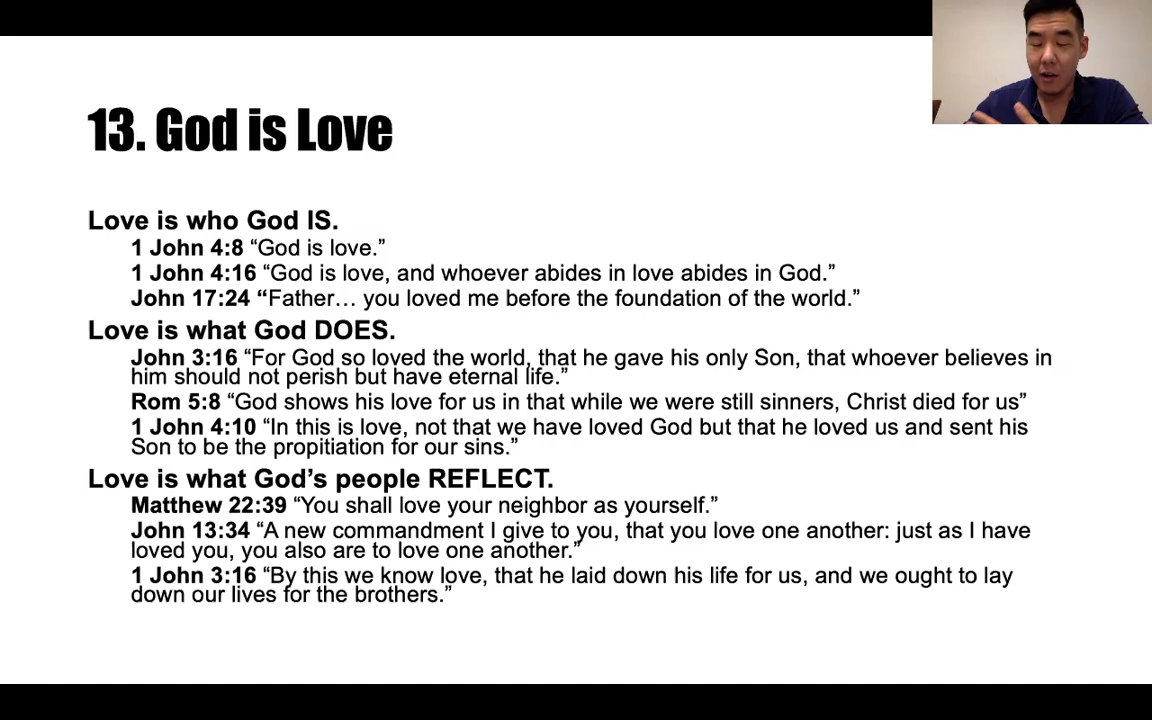 13. God is Love
Love is who God IS.
1 John 4:8 “God is love.”
1 John 4:16 “God is love, and whoever abides in love abides in God.”
John 17:24 “Father… you loved me before the foundation of the world.”
Love is what God DOES.
John 3:16 “For God so loved the world, that he gave his only Son, that whoever believes in
him should not perish but have eternal life.”
Rom 5:8 “God shows his love for us in that while we were still sinners, Christ died for us”
1 John 4:10 “In this is love, not that we have loved God but that he loved us and sent his
Son to be the propitiation for our sins.”
Love is what God’s people REFLECT.
Matthew 22:39 “You shall love your neighbor as yourself.”
John 13:34 “A new commandment I give to you, that you love one another: just as I have
loved you, you also are to love one another.”
1 John 3:16 “By this we know love, that he laid down his life for us, and we ought to lay
down our lives for the brothers.”